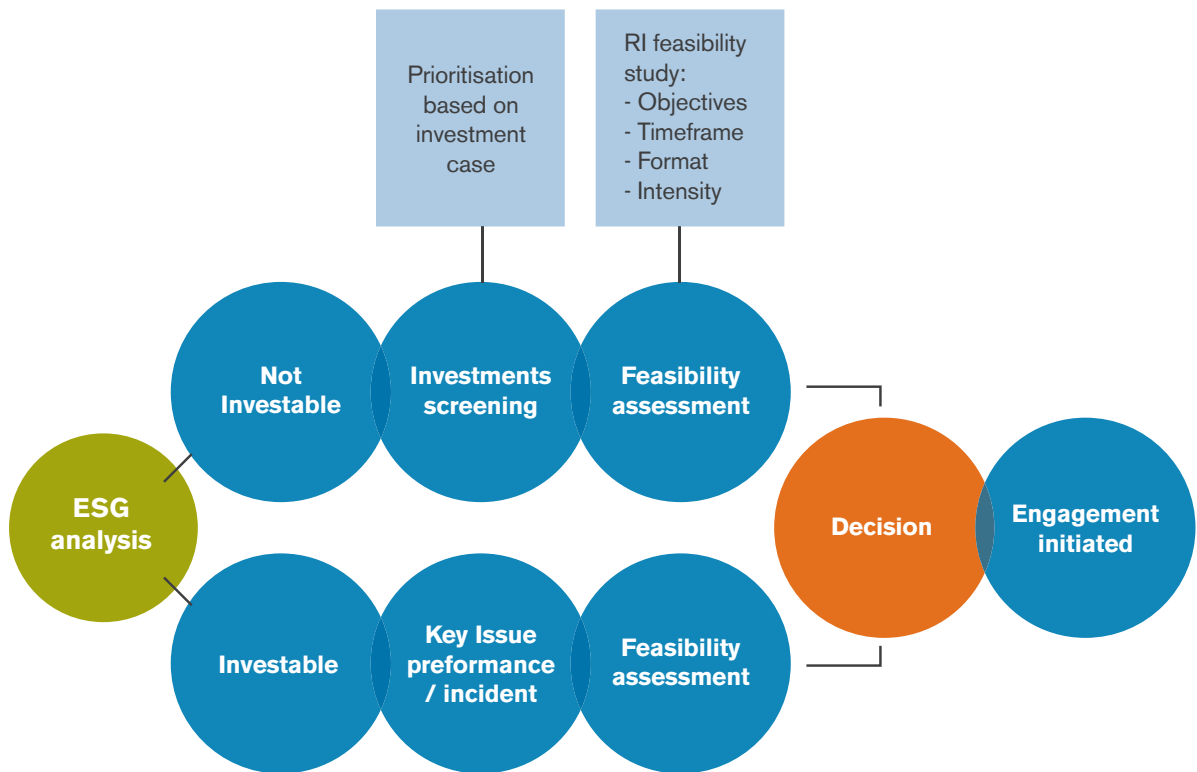 Prioritisation
based on
investment
case
RI feasibility
study:
- Objectives
- Timeframe
- Format
- Intensity
Not
Investable
Investments
screening
Feasibility
assessment
ESG
analysis
Decision
Engagement
initiated
Investable
Key Issue
preformance
/ incident
Feasibility
assessment